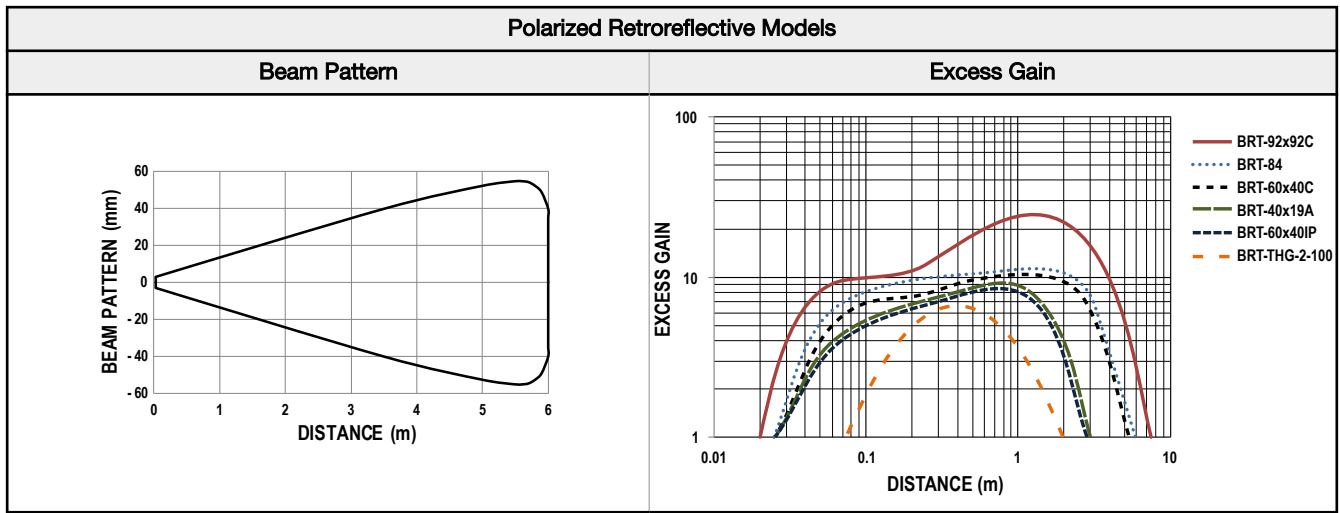 Polarized Retroreflective Models
Beam Pattern
Excess Gain
BEAM PATTERN (mm)
60
40
20
0
- 20
- 40
- 60
0 1 2 3 4 5 6
DISTANCE (m)
EXCESS GAIN
100
10
1
0.01 0.1 1 10
DISTANCE (m)
BRT-92x92C
BRT-84
BRT-60x40C
BRT-40x19A
BRT-60x40IP
BRT-THG-2-100